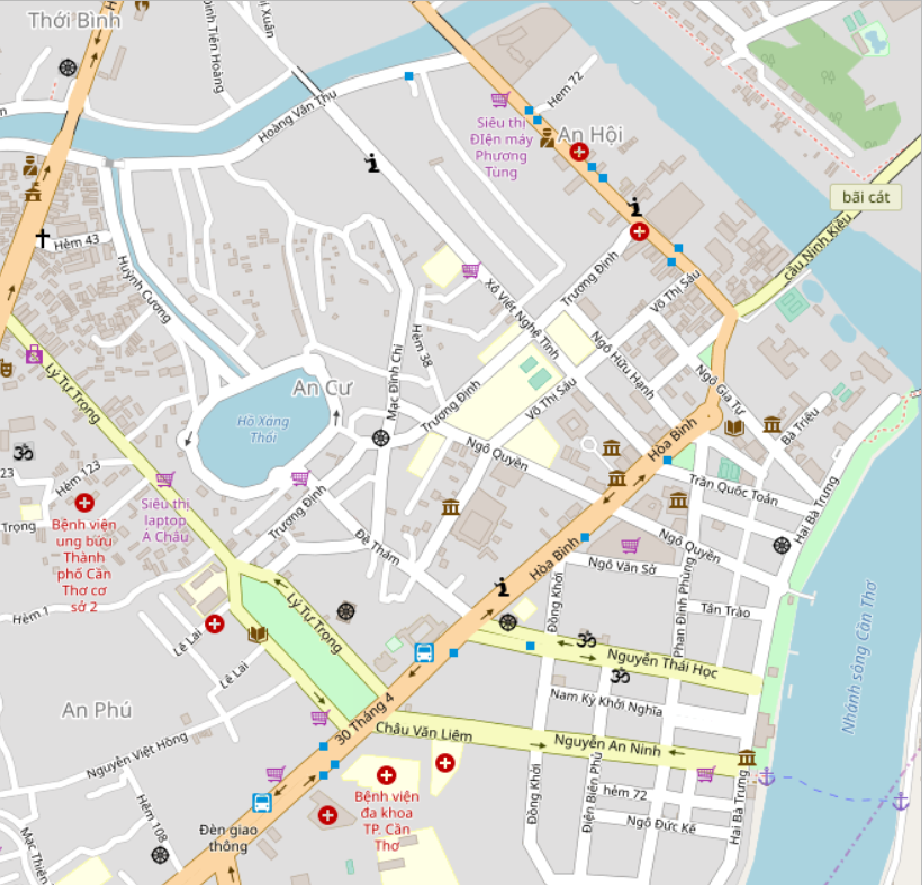 Thới Bình
Đinh Tiên Hoàng
ị Xuân
H
n
Hoàng Văn Thụ
Hẻm 72
Siêu thị
Điện máy
Phương
Tùng
An Hội
bãi cát
Cầu Ninh Kiều
Hẻm 43
Huỳnh Cương
Trương Định
Võ Thị Sáu
Xô Viết Nghệ Tĩnh
Ngô Hữu Hạnh
Hẻm 38
Mạc Đĩnh Chi
Lý Tự Trọng
An Cư
Hồ Xáng
Thổi
Trương Định
Võ Thị Sáu
Ngô Gia Tự
Bà Triệu
Hòa Bình
Ngô Quyền
23
Hẻm 123
Trần Quốc Toản
Hai Bà Trưng
Siêu thị
laptop
Á Châu
Trọng
Bệnh viện
ung bứu
Thành
phố Cần
Thơ cơ
sở 2
Trương Định
Đề Thám
Ngô Quyền
Hòa Bình
Ngô Văn Sở
Đồng Khởi
Phan Đình Phùng
Tân Trào
Hẻm 1
Lý Tự Trọng
Lê Lai
Lê Lai
Nguyễn Thái Học
Nhánh sông Cần Thơ
Nam Kỳ Khởi Nghĩa
An Phú
30 Tháng 4
Châu Văn Liêm
Nguyễn An Ninh
Nguyễn Việt Hồng
Bệnh viện
đa khoa
TP. Cần
Thơ
Đồng Khởi
Điện Biên Phủ
hẻm 72
Ngô Đức Kế
Hai Bà Trưng
Hẻm 108
Đèn giao
thông
Mạc Thiên